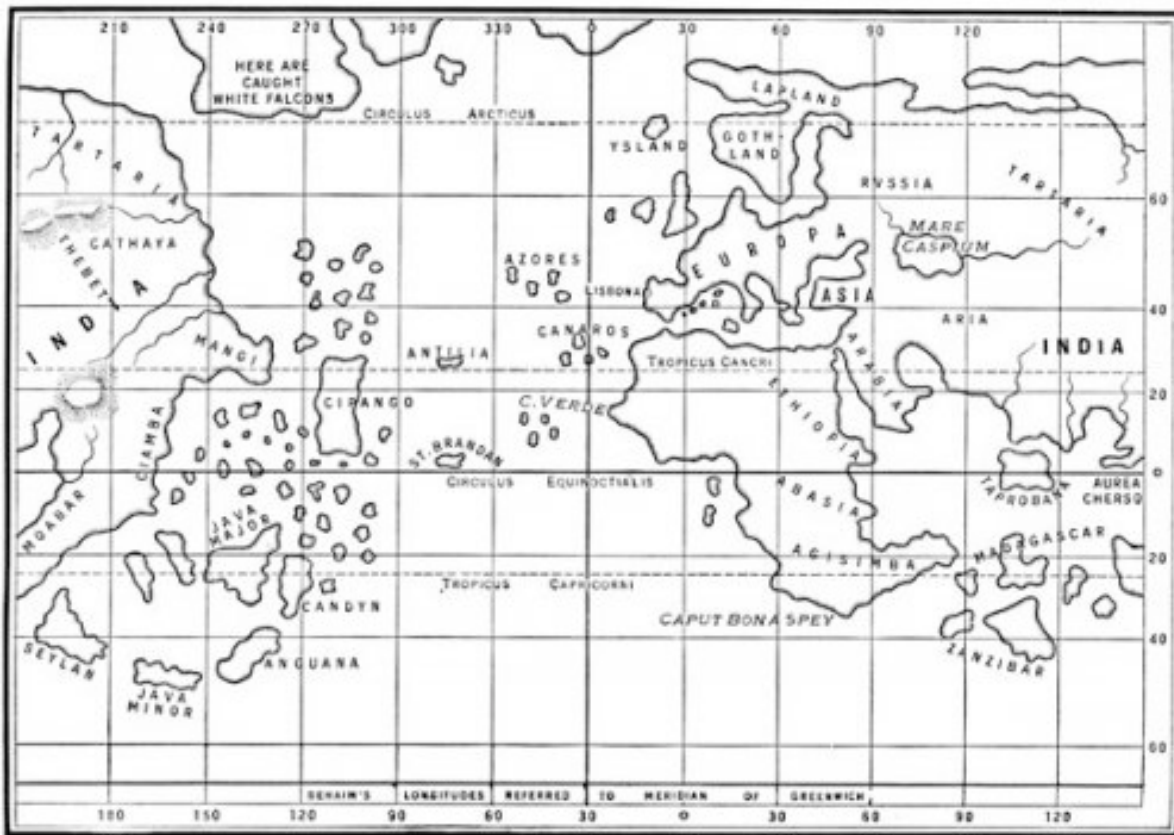 210 240 270 300 330 0 30 60 90 120
HERE ARE
CAUGHT
WHITE FALCONS
CIRCULUS ARCTICUS
LAPLAND
YSLAND
GOTH-
LAND
TARTARIA
RVSSIA
TARTARIA
60
CATHAYA
THEBET
MARE
CASPIUM
AZORES
EUROPA
LISBONA
ASIA
40
INDIA
MANGI
CANAROS
ARIA
INDIA
ANTILIA
TROPICUS CANCRI
ARABIA
20
CIPANGO
C. VERDE
ETHIOPIA
CIAMBA
ST. BRANDAN
CIRCULUS EQUINOCTIALIS
0
TAPROBANA
AUREA
CHERSO
MOABAR
ABASIA
JAVA
MAJOR
MADAGASCAR
AGISIMBA
20
TROPICUS CAPRICORNI
CANDYN
CAPUT BONA SPEY
SEYLAN
ANGUANA
ZANZIBAR
40
JAVA
MINOR
60
BEHAIM'S LONGITUDES REFERRED TO MERIDIAN OF GREENWICH
180 150 120 90 60 30 0 30 60 90 120